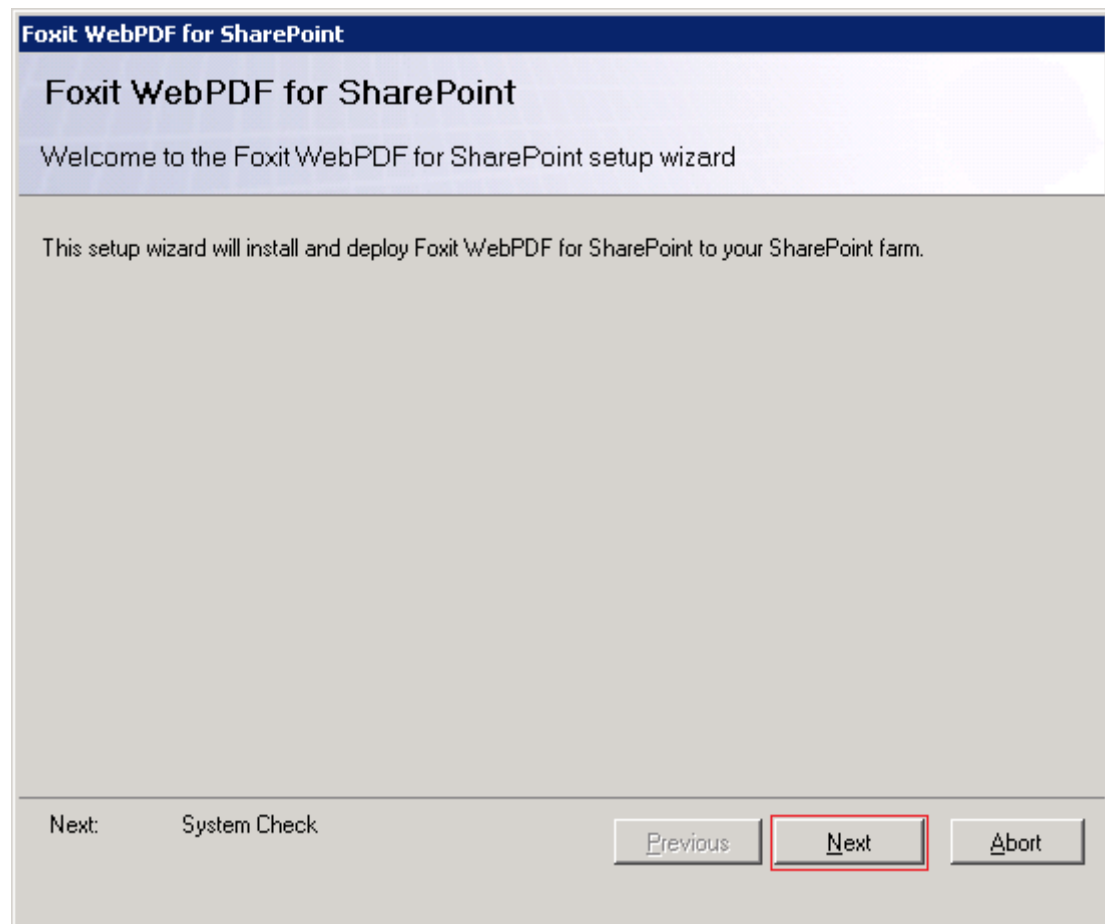 Foxit WebPDF for SharePoint
Foxit WebPDF for SharePoint
Welcome to the Foxit WebPDF for SharePoint setup wizard
This setup wizard will install and deploy Foxit WebPDF for SharePoint to your SharePoint farm.
Next: System Check
Previous Next Abort